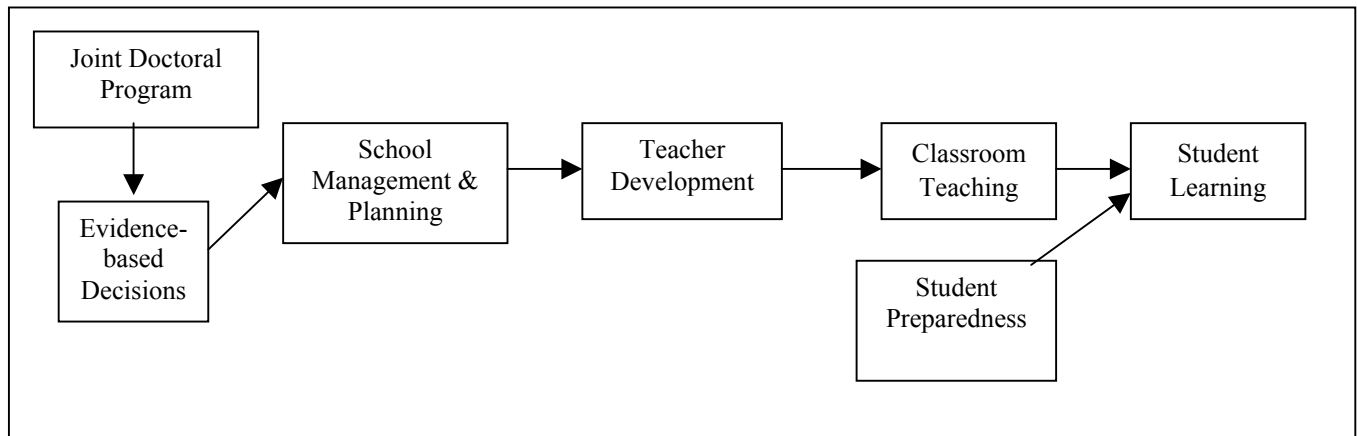 Joint Doctoral
Program
Evidence-
based
Decisions
School
Management &
Planning
Teacher
Development
Classroom
Teaching
Student
Learning
Student
Preparedness